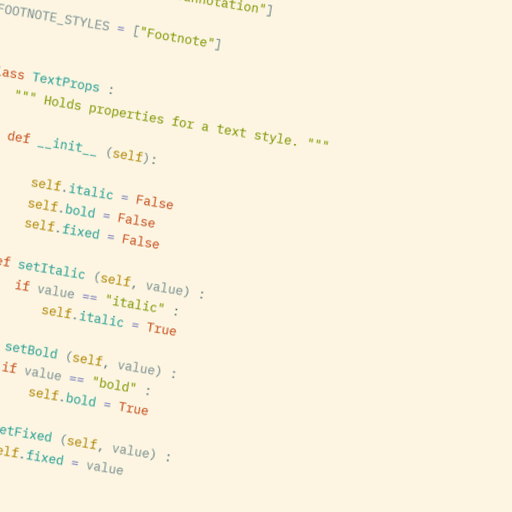 nnotation"]
FOOTNOTE_STYLES = ["Footnote"]
lass TextProps :
""" Holds properties for a text style. """
def __init__ (self):
self.italic = False
self.bold = False
self.fixed = False
ef setItalic (self, value) :
if value == "italic" :
self.italic = True
setBold (self, value) :
if value == "bold" :
self.bold = True
etFixed (self, value) :
elf.fixed = value